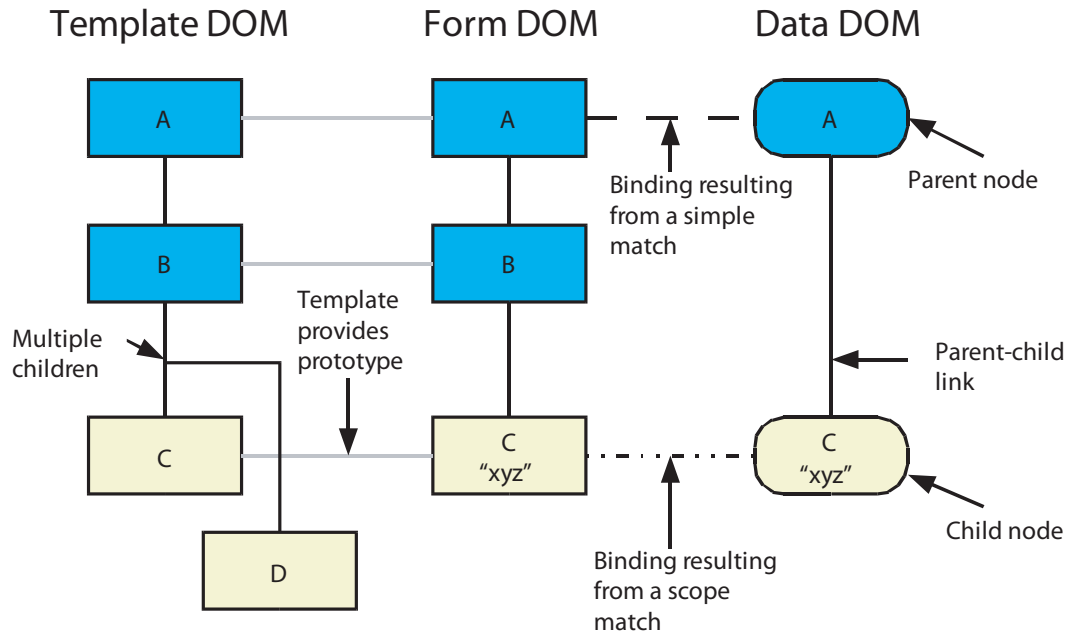 Template DOM
Form DOM
Data DOM
A
A
A
Binding resulting
from a simple
match
Parent node
B
B
Template
provides
prototype
Multiple
children
Parent-child
link
C
C
“xyz”
C
“xyz”
Child node
D
Binding resulting
from a scope
match